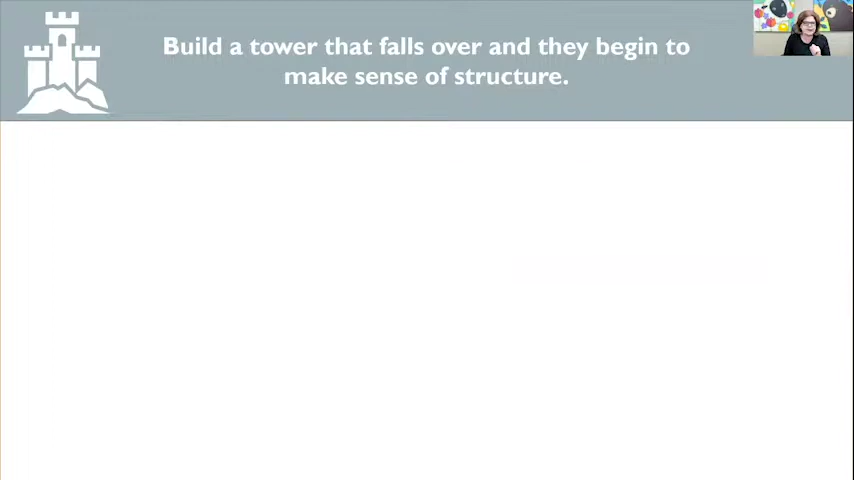 Build a tower that falls over and they begin to
make sense of structure.